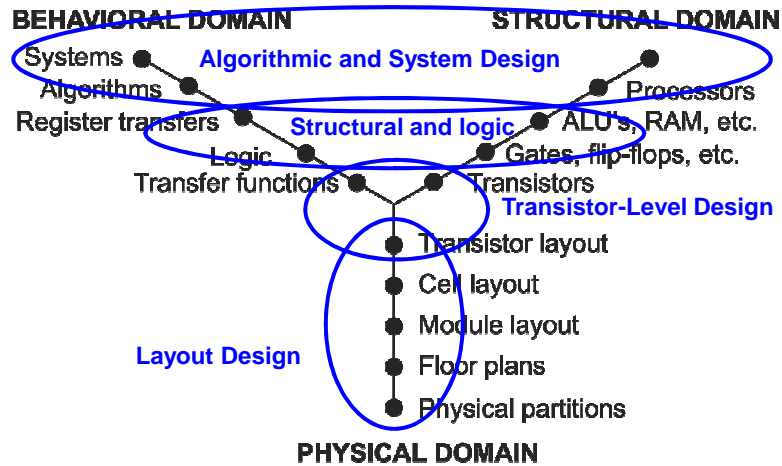 BEHAVIORAL DOMAIN
STRUCTURAL DOMAIN
Systems
Algorithmic and System Design
Algorithms
Processors
Register transfers
Structural and logic
ALU's, RAM, etc.
Logic
Gates, flip-flops, etc.
Transfer functions
Transistors
Transistor-Level Design
Transistor layout
Cell layout
Module layout
Layout Design
Floor plans
Physical partitions
PHYSICAL DOMAIN